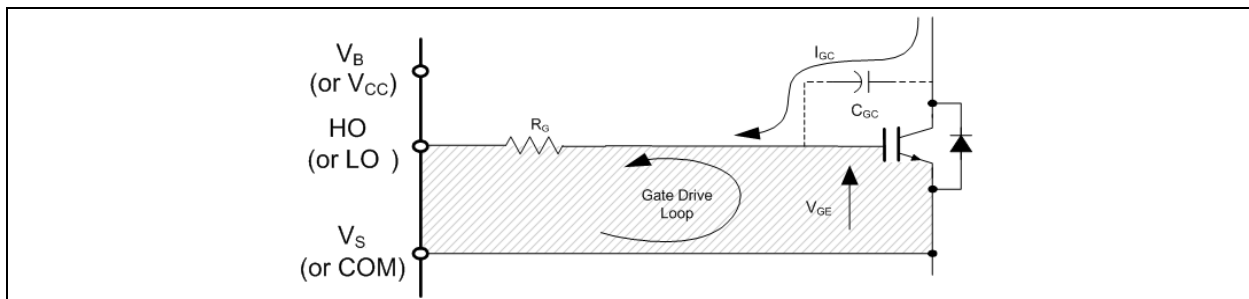 V_B
(or V_CC)
HO
(or LO )
V_S
(or COM)
R_G
I_GC
C_GC
Gate Drive
Loop
V_GE